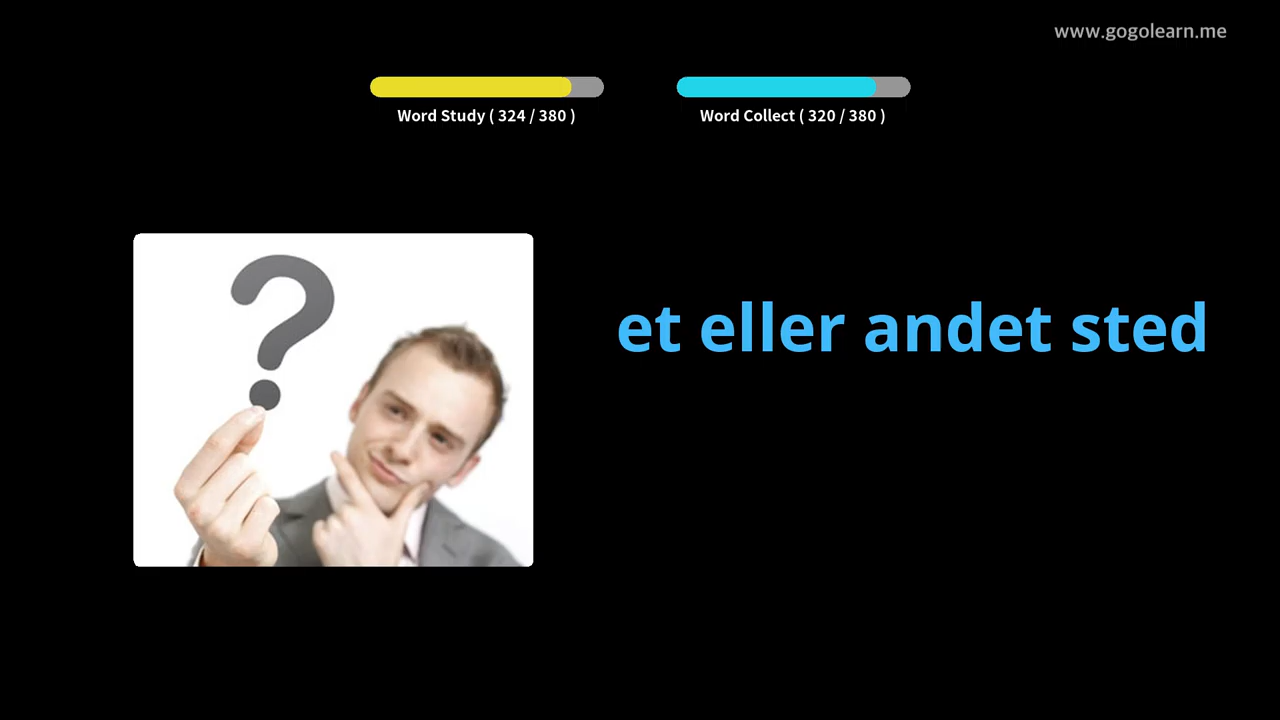 www.gogolearn.me
Word Study ( 324 / 380 )
Word Collect ( 320 / 380 )
?
et eller andet sted